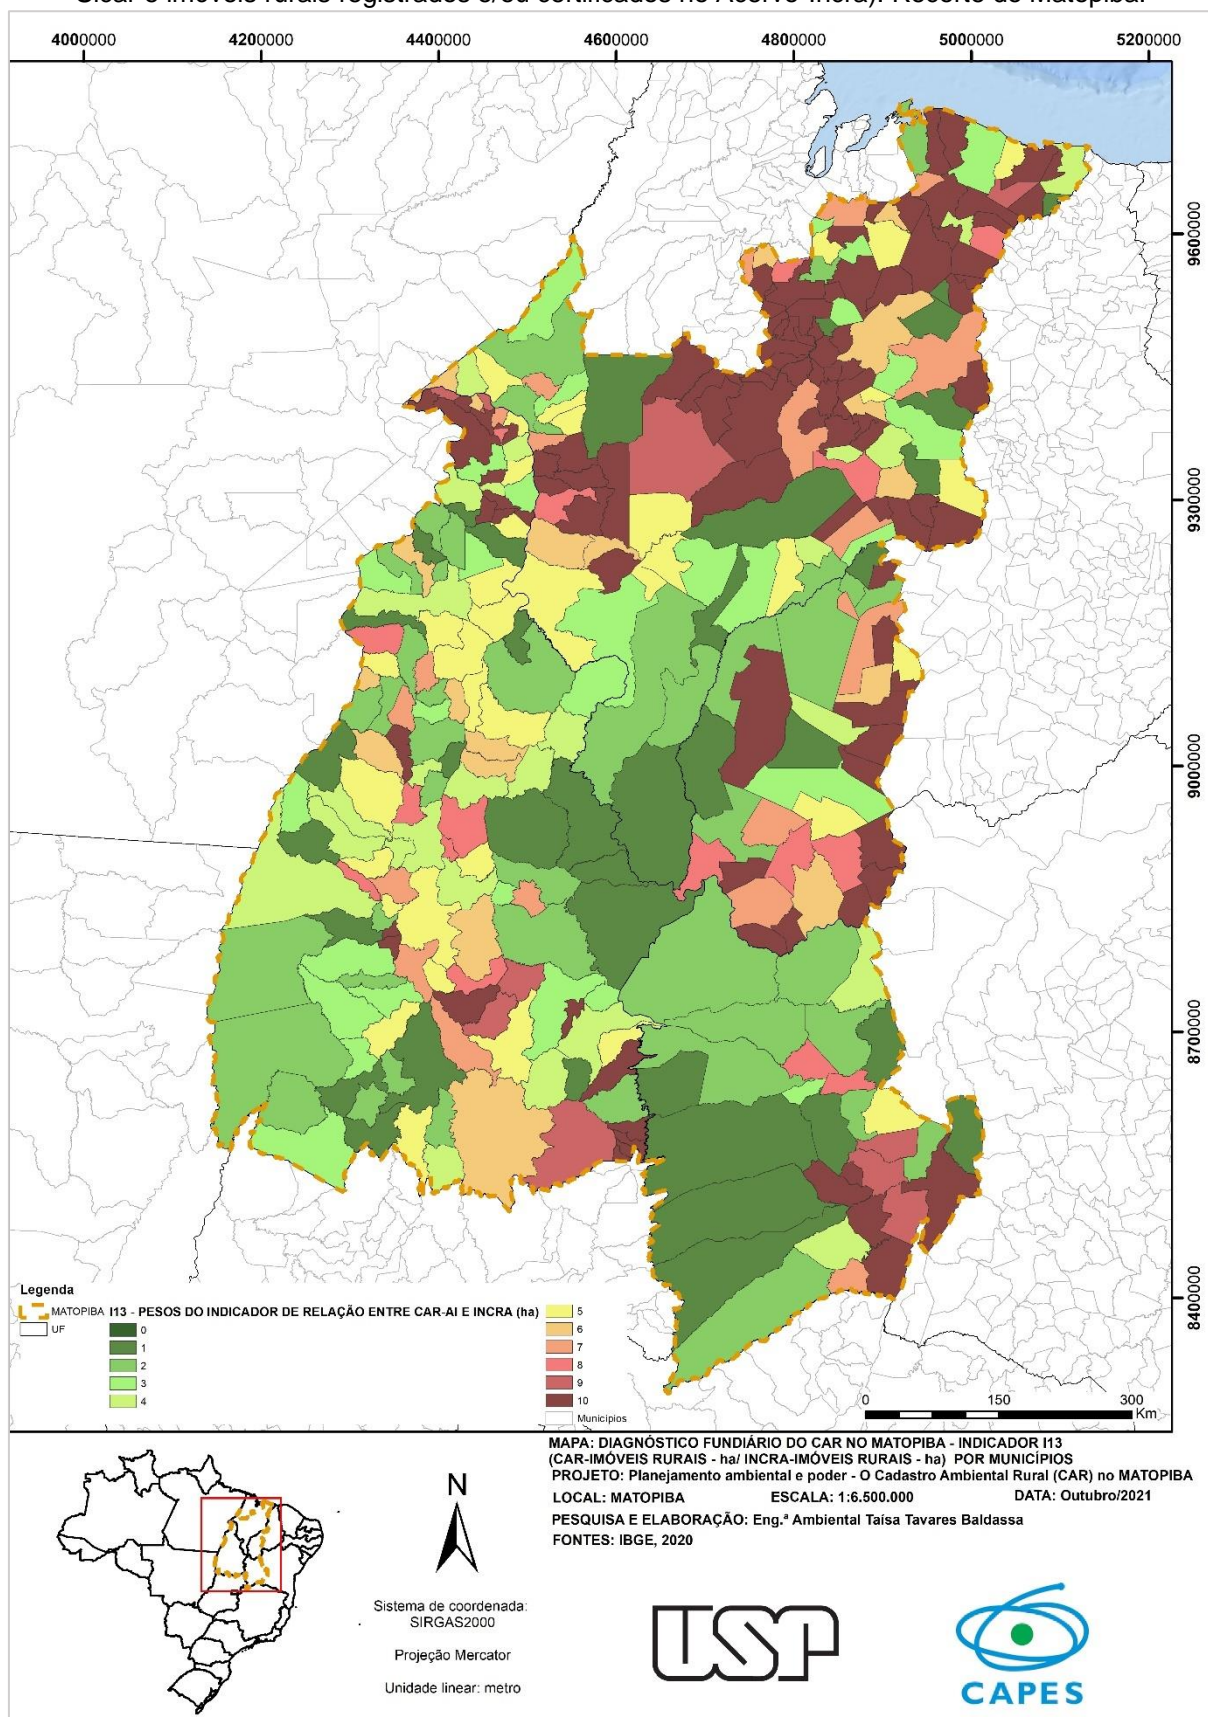 Sicar e imóveis rurais registrados e/ou certificados no Acervo Incra). Recorte do Matopiba.
4000000 4200000 4400000 4600000 4800000 5000000 5200000
9600000
9300000
9000000
8700000
8400000
Legenda
MATOPIBA
UF
I13 - PESOS DO INDICADOR DE RELAÇÃO ENTRE CAR-AI E INCRA (ha)
0
1
2
3
4
5
6
7
8
9
10
Municípios
0 150 300
Km
MAPA: DIAGNÓSTICO FUNDIÁRIO DO CAR NO MATOPIBA - INDICADOR I13
(CAR-IMÓVEIS RURAIS - ha/ INCRA-IMÓVEIS RURAIS - ha) POR MUNICÍPIOS
PROJETO: Planejamento ambiental e poder - O Cadastro Ambiental Rural (CAR) no MATOPIBA
LOCAL: MATOPIBA ESCALA: 1:6.500.000 DATA: Outubro/2021
PESQUISA E ELABORAÇÃO: Eng.ª Ambiental Taísa Tavares Baldassa
FONTES: IBGE, 2020
N
Sistema de coordenada:
SIRGAS2000
Projeção Mercator
Unidade linear: metro
USP
CAPES